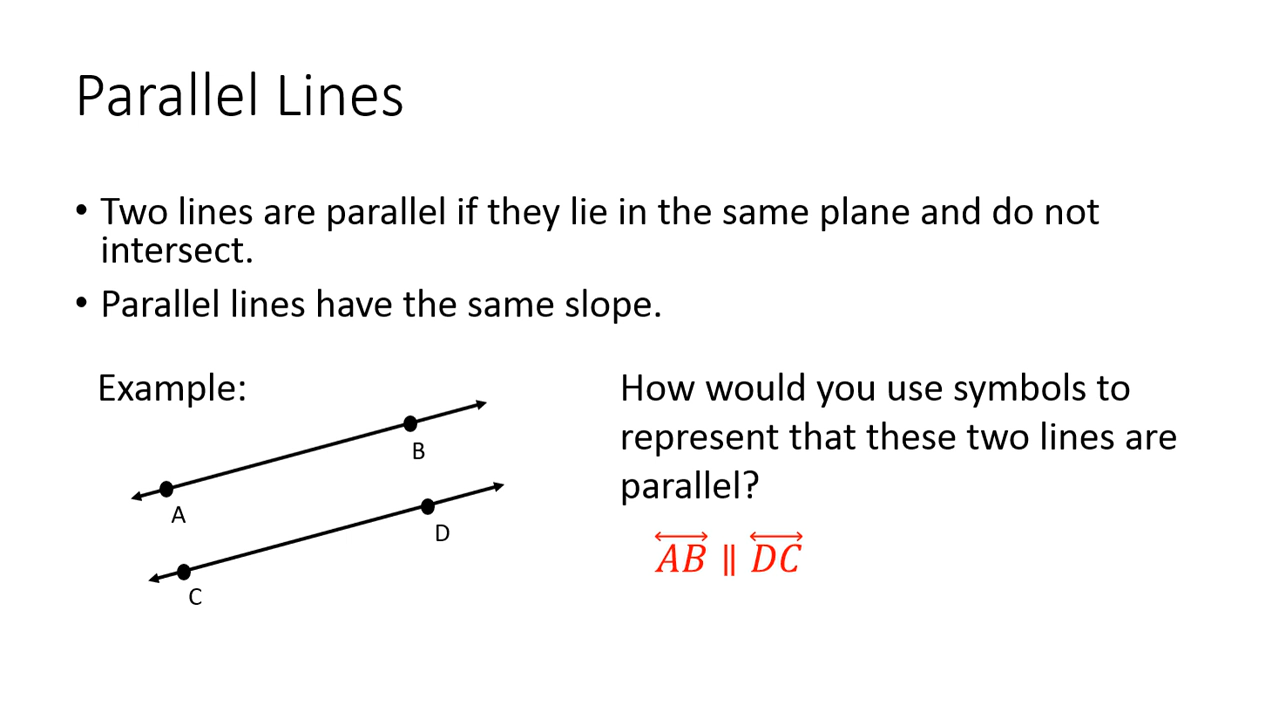 Parallel Lines
• Two lines are parallel if they lie in the same plane and do not
intersect.
• Parallel lines have the same slope.
Example:
B
A
D
C
How would you use symbols to
represent that these two lines are
parallel?
\overleftrightarrow{AB} ∥ \overleftrightarrow{DC}